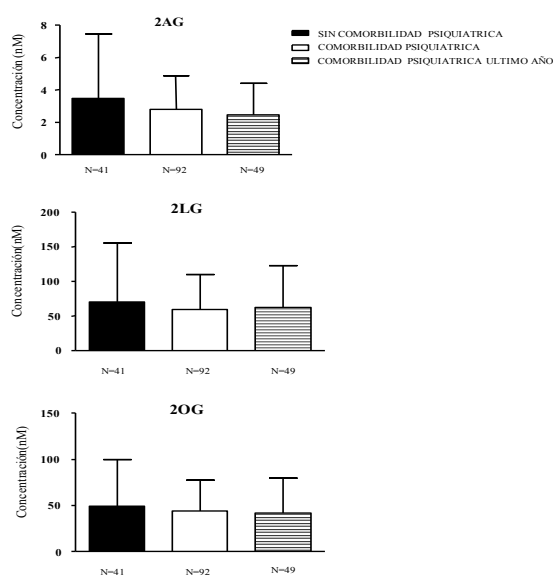 2AG
SIN COMORBILIDAD PSIQUIATRICA
COMORBILIDAD PSIQUIATRICA
COMORBILIDAD PSIQUIATRICA ULTIMO AÑO
Concentración (nM)
8
6
4
2
0
N=41 N=92 N=49
2LG
Concentración(nM)
200
150
100
50
0
N=41 N=92 N=49
2OG
Concentración(nM)
150
100
50
0
N=41 N=92 N=49